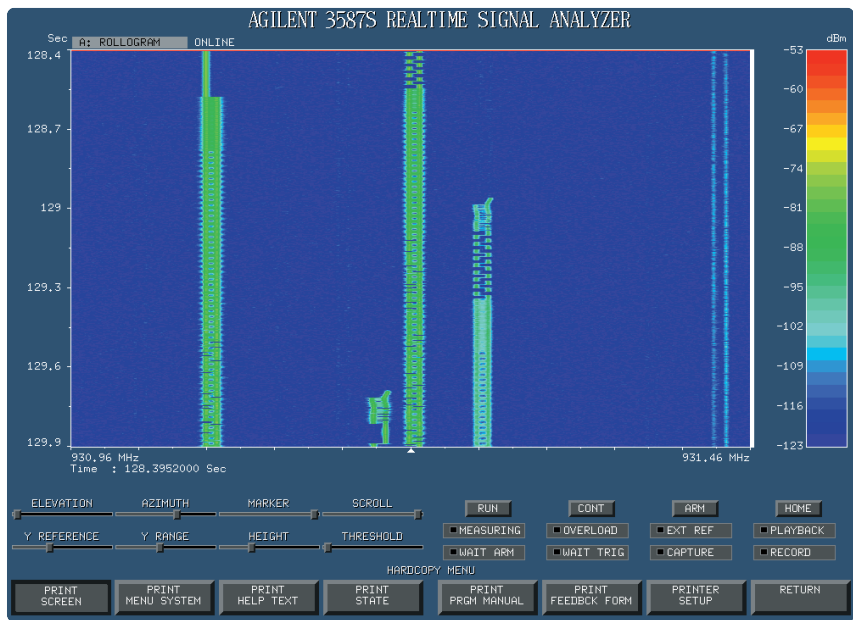 AGILENT 3587S REALTIME SIGNAL ANALYZER
Sec A: ROLLOGRAM ONLINE dBm
128.4
128.7
129
129.3
129.6
129.9
-53
-60
-67
-74
-81
-88
-95
-102
-109
-116
-123
930.96 MHz 931.46 MHz
Time : 128.3952000 Sec
ELEVATION AZIMUTH MARKER SCROLL RUN CONT ARM HOME
Y REFERENCE Y RANGE HEIGHT THRESHOLD MEASURING OVERLOAD EXT REF PLAYBACK
WAIT ARM WAIT TRIG CAPTURE RECORD
HARDCOPY MENU
PRINT SCREEN
PRINT MENU SYSTEM
PRINT HELP TEXT
PRINT STATE
PRINT PRGM MANUAL
PRINT FEEDBCK FORM
PRINTER SETUP
RETURN